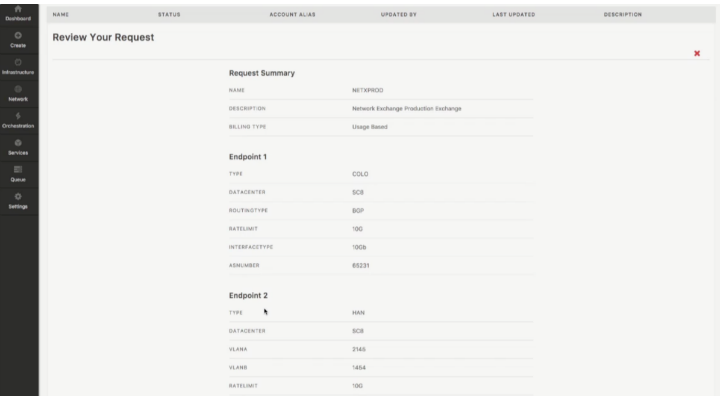 NAME STATUS ACCOUNT ALIAS UPDATED BY LAST UPDATED DESCRIPTION
Dashboard
Create
Infrastructure
Network
Orchestration
Services
Queue
Settings
Review Your Request
Request Summary
NAME NETXPROD
DESCRIPTION Network Exchange Production Exchange
BILLING TYPE Usage Based
Endpoint 1
TYPE COLO
DATACENTER SC8
ROUTINGTYPE BGP
RATELIMIT 10G
INTERFACETYPE 10Gb
ASNUMBER 65231
Endpoint 2
TYPE HAN
DATACENTER SC8
VLANA 2145
VLANB 1454
RATELIMIT 10G